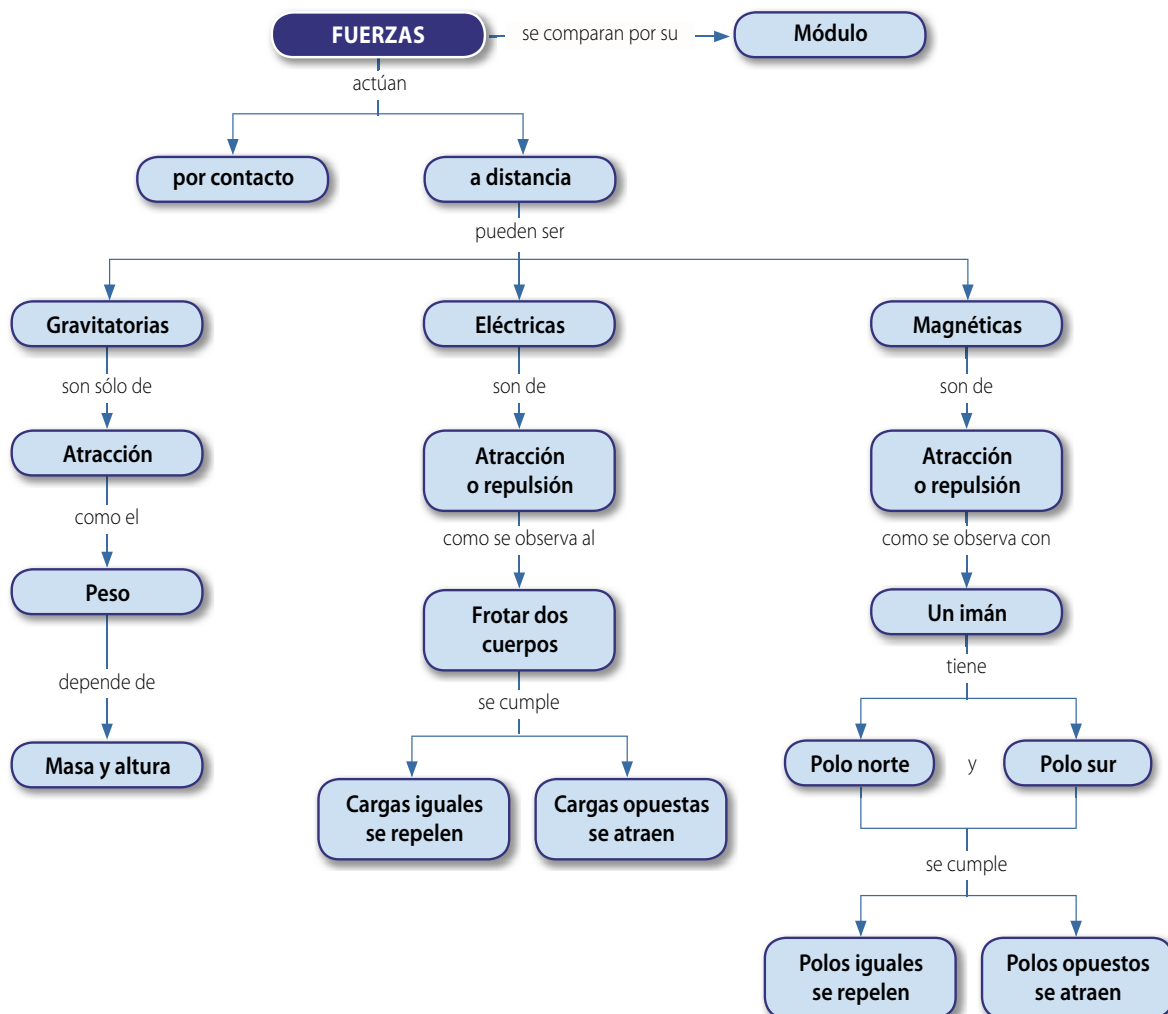 FUERZAS
se comparan por su
Módulo
actúan
por contacto
a distancia
pueden ser
Gravitatorias
Eléctricas
Magnéticas
son sólo de
son de
son de
Atracción
Atracción
o repulsión
Atracción
o repulsión
como el
como se observa al
como se observa con
Peso
Frotar dos
cuerpos
Un imán
tiene
depende de
se cumple
Masa y altura
Polo norte
y
Polo sur
Cargas iguales
se repelen
Cargas opuestas
se atraen
se cumple
Polos iguales
se repelen
Polos opuestos
se atraen